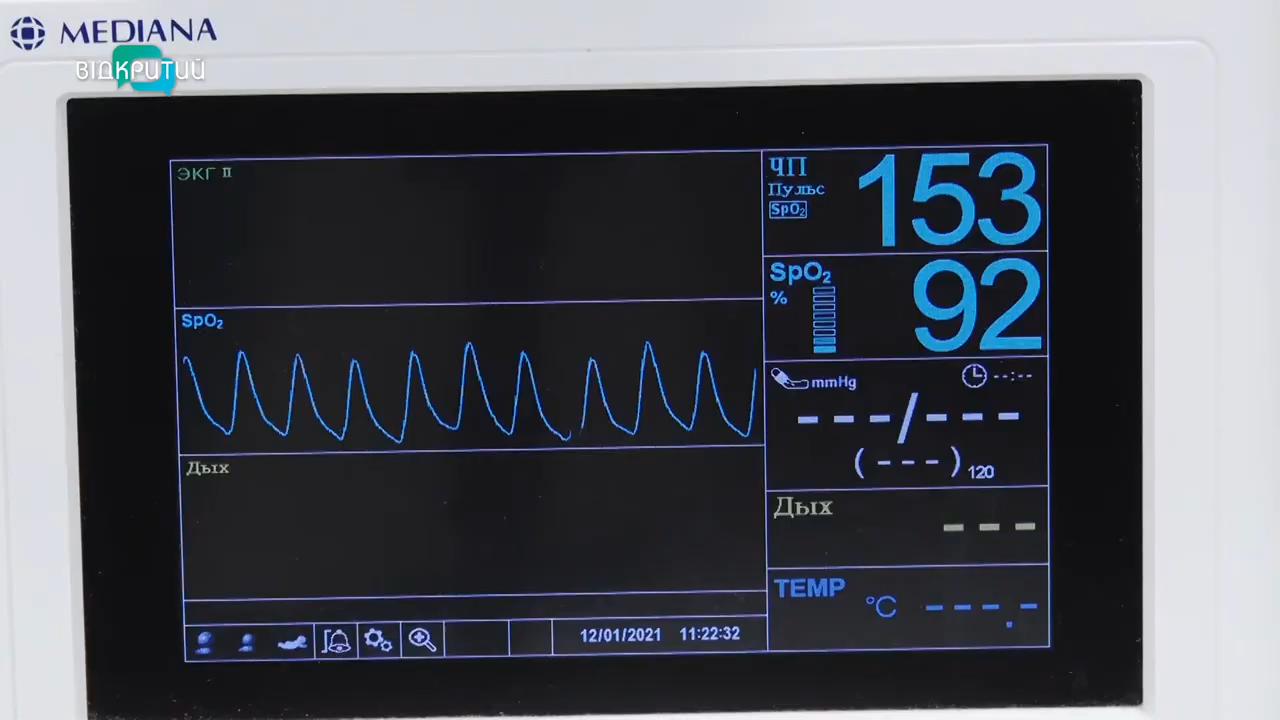 MEDIANA
ВІДКРИТИЙ
ЭКГ II
ЧП
Пульс
SpO₂
153
SpO₂
%
92
SpO₂
mmHg
--:--
---/---
(---) 120
Дых
Дых
---
TEMP
°C
---.-
12/01/2021 11:22:32